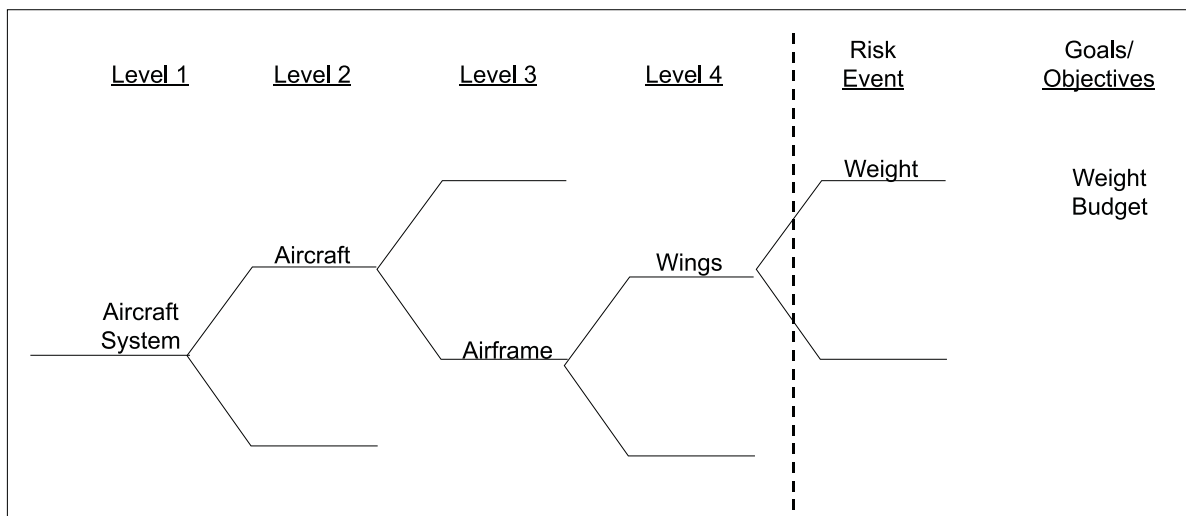 Level 1
Level 2
Level 3
Level 4
Risk
Event
Goals/
Objectives
Weight
Weight
Budget
Aircraft
Wings
Aircraft
System
Airframe